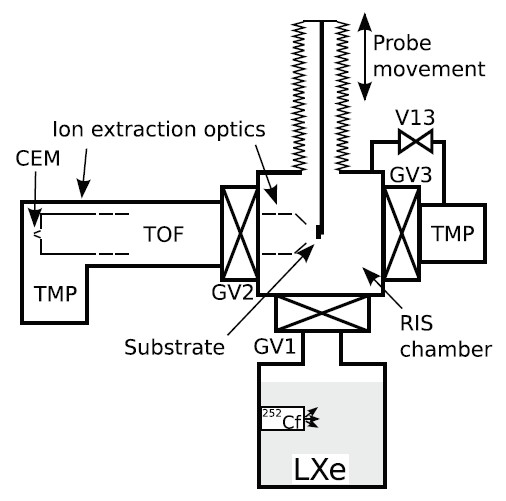 Probe
movement
V13
Ion extraction optics
CEM
GV3
TOF
TMP
TMP
GV2
Substrate
GV1
RIS
chamber
252Cf
LXe